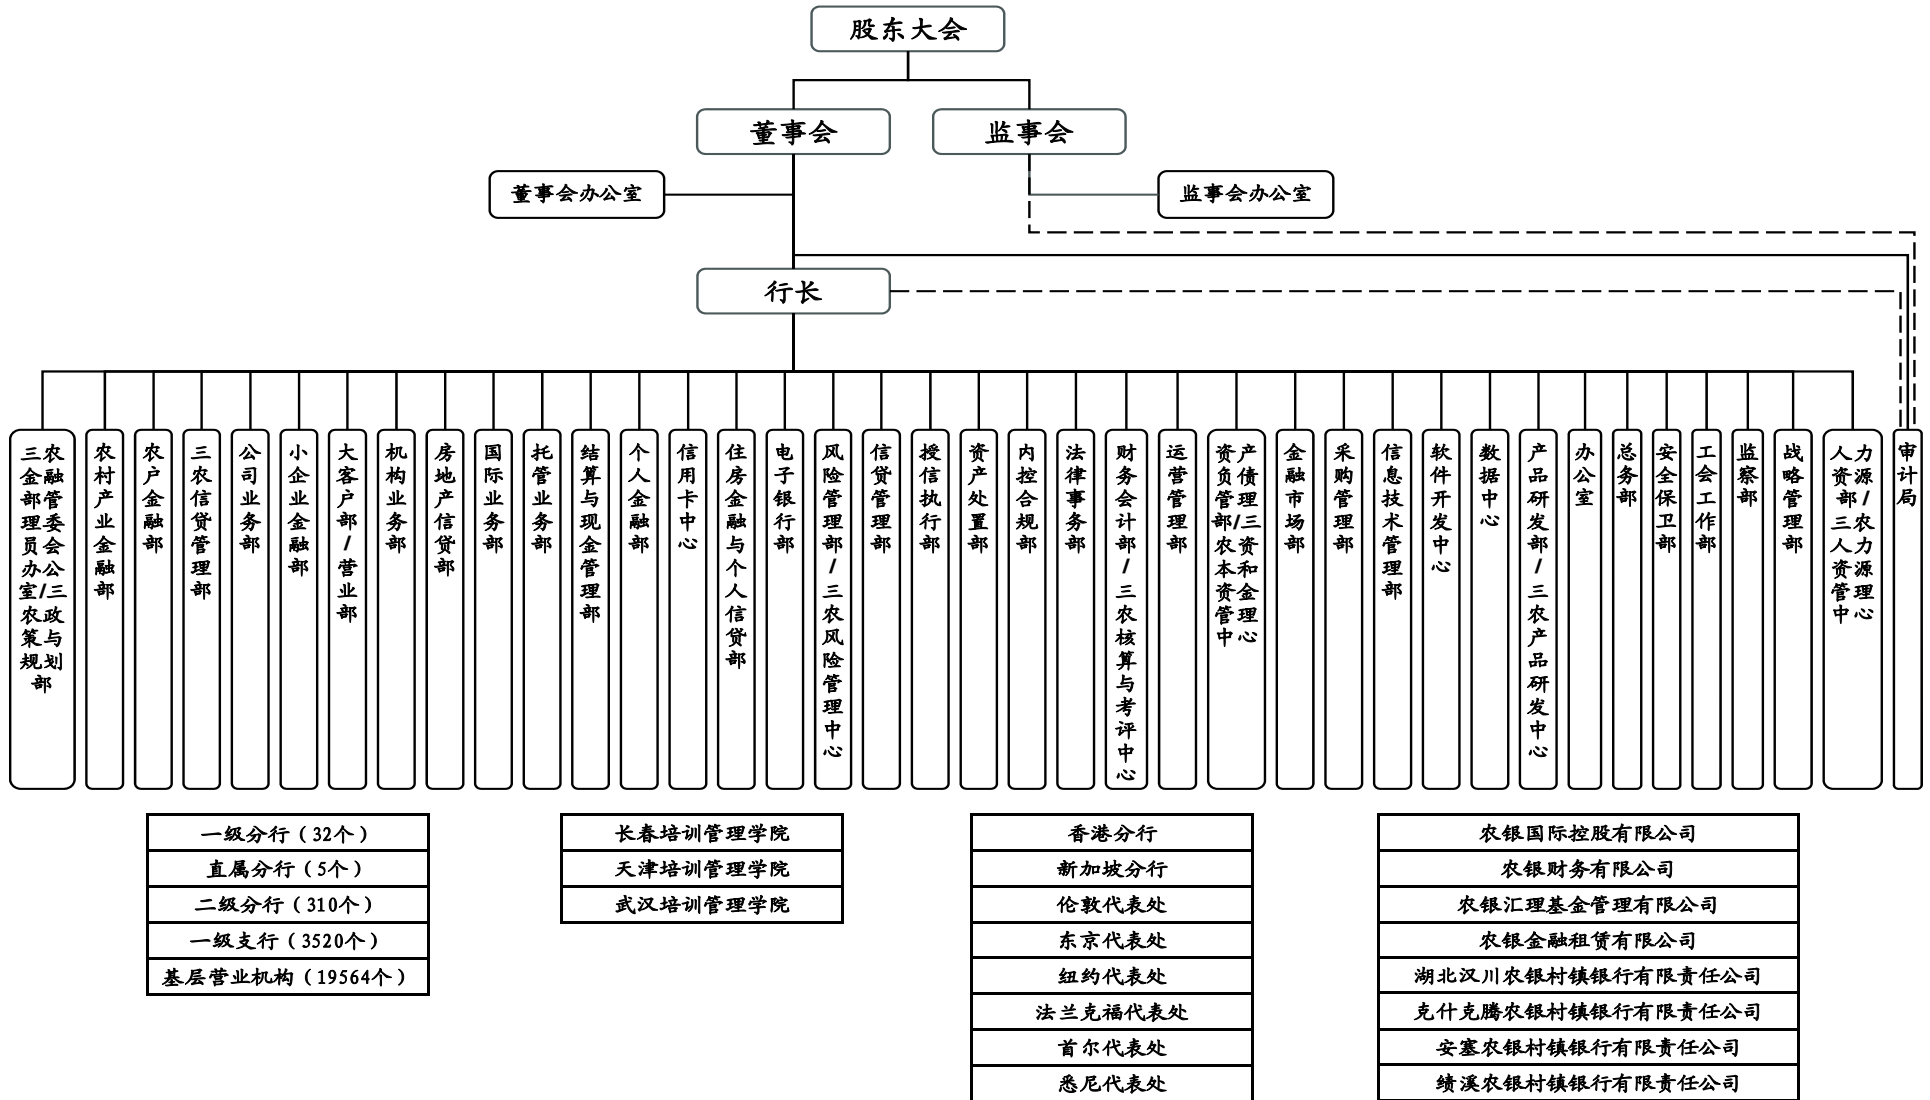 股东大会
董事会
监事会
董事会办公室
监事会办公室
行长
三农金融部管理委员会办公室/三农政策与规划部
农村产业金融部
农户金融部
三农信贷管理部
公司业务部
小企业金融部
大客户部/营业部
机构业务部
房地产信贷部
国际业务部
托管业务部
结算与现金管理部
个人金融部
信用卡中心
住房金融与个人信贷部
电子银行部
风险管理部/三农风险管理中心
信贷管理部
授信执行部
资产处置部
内控合规部
法律事务部
财务会计部/三农核算与考评中心
运营管理部
资产负债管理部/三农资本和资金管理中心
金融市场部
采购管理部
信息技术管理部
软件开发中心
数据中心
产品研发部/三农产品研发中心
办公室
总务部
安全保卫部
工会工作部
监察部
战略管理部
人力资源部/三农人力资源管理中心
审计局
一级分行（32个）
直属分行（5个）
二级分行（310个）
一级支行（3520个）
基层营业机构（19564个）
长春培训管理学院
天津培训管理学院
武汉培训管理学院
香港分行
新加坡分行
伦敦代表处
东京代表处
纽约代表处
法兰克福代表处
首尔代表处
悉尼代表处
农银国际控股有限公司
农银财务有限公司
农银汇理基金管理有限公司
农银金融租赁有限公司
湖北汉川农银村镇银行有限责任公司
克什克腾农银村镇银行有限责任公司
安塞农银村镇银行有限责任公司
绩溪农银村镇银行有限责任公司